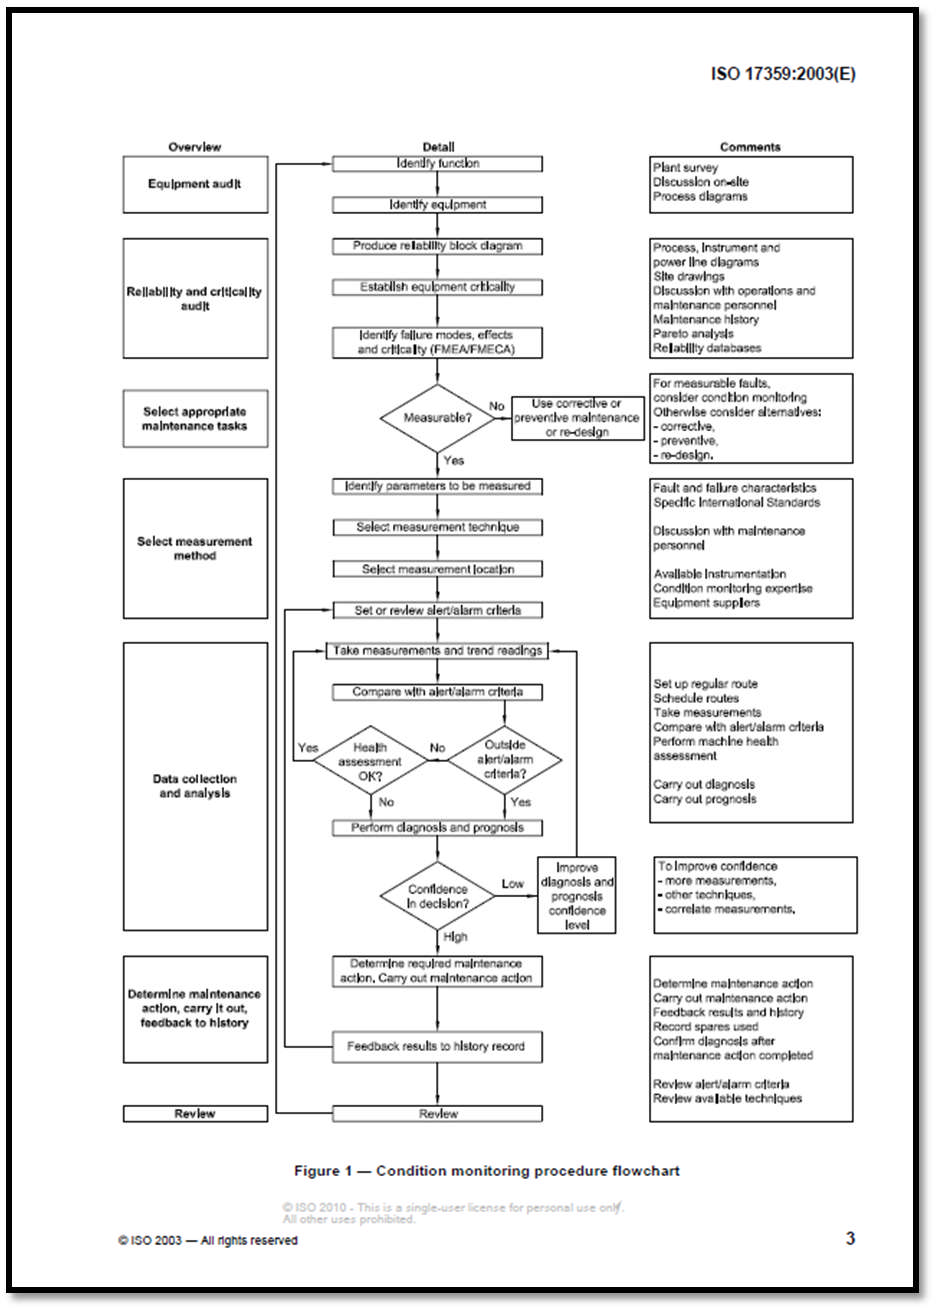 ISO 17359:2003(E)
Overview
Detail
Comments
Equipment audit
Identify function
Identify equipment
Plant survey
Discussion on-site
Process diagrams
Reliability and criticality
audit
Produce reliability block diagram
Establish equipment criticality
Identify failure modes, effects
and criticality (FMEA/FMECA)
Process, instrument and
power line diagrams
Site drawings
Discussion with operations and
maintenance personnel
Maintenance history
Pareto analysis
Reliability databases
Select appropriate
maintenance tasks
Measurable?
No
Use corrective or
preventive maintenance
or re-design
Yes
For measurable faults,
consider condition monitoring
Otherwise consider alternatives:
- corrective,
- preventive,
- re-design.
Select measurement
method
Identify parameters to be measured
Select measurement technique
Select measurement location
Set or review alert/alarm criteria
Fault and failure characteristics
Specific International Standards
Discussion with maintenance
personnel
Available instrumentation
Condition monitoring expertise
Equipment suppliers
Data collection
and analysis
Take measurements and trend readings
Compare with alert/alarm criteria
Yes
Health
assessment
OK?
No
Outside
alert/alarm
criteria?
No
Yes
Perform diagnosis and prognosis
Confidence
in decision?
Low
Improve
diagnosis and
prognosis
confidence
level
High
Set up regular route
Schedule routes
Take measurements
Compare with alert/alarm criteria
Perform machine health
assessment
Carry out diagnosis
Carry out prognosis
To improve confidence
- more measurements,
- other techniques,
- correlate measurements.
Determine maintenance
action, carry it out,
feedback to history
Determine required maintenance
action. Carry out maintenance action
Feedback results to history record
Determine maintenance action
Carry out maintenance action
Feedback results and history
Record spares used
Confirm diagnosis after
maintenance action completed
Review alert/alarm criteria
Review available techniques
Review
Review
Figure 1 — Condition monitoring procedure flowchart
© ISO 2010 - This is a single-user license for personal use only.
All other uses prohibited.
© ISO 2003 — All rights reserved
3